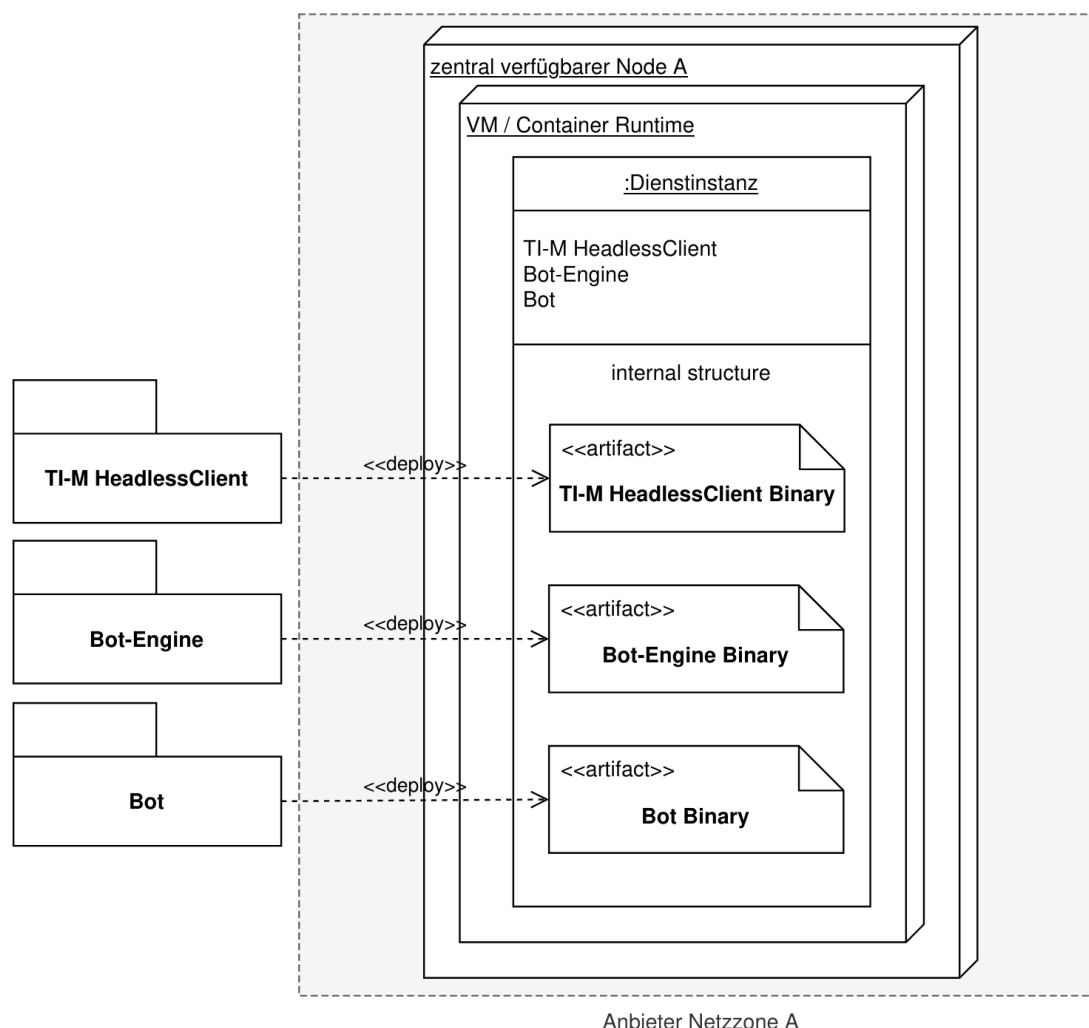 zentral verfügbarer Node A
VM / Container Runtime
:Dienstinstanz
TI-M HeadlessClient
Bot-Engine
Bot
internal structure
TI-M HeadlessClient
<<deploy>>
<<artifact>>
TI-M HeadlessClient Binary
Bot-Engine
<<deploy>>
<<artifact>>
Bot-Engine Binary
Bot
<<deploy>>
<<artifact>>
Bot Binary
Anbieter Netzzone A